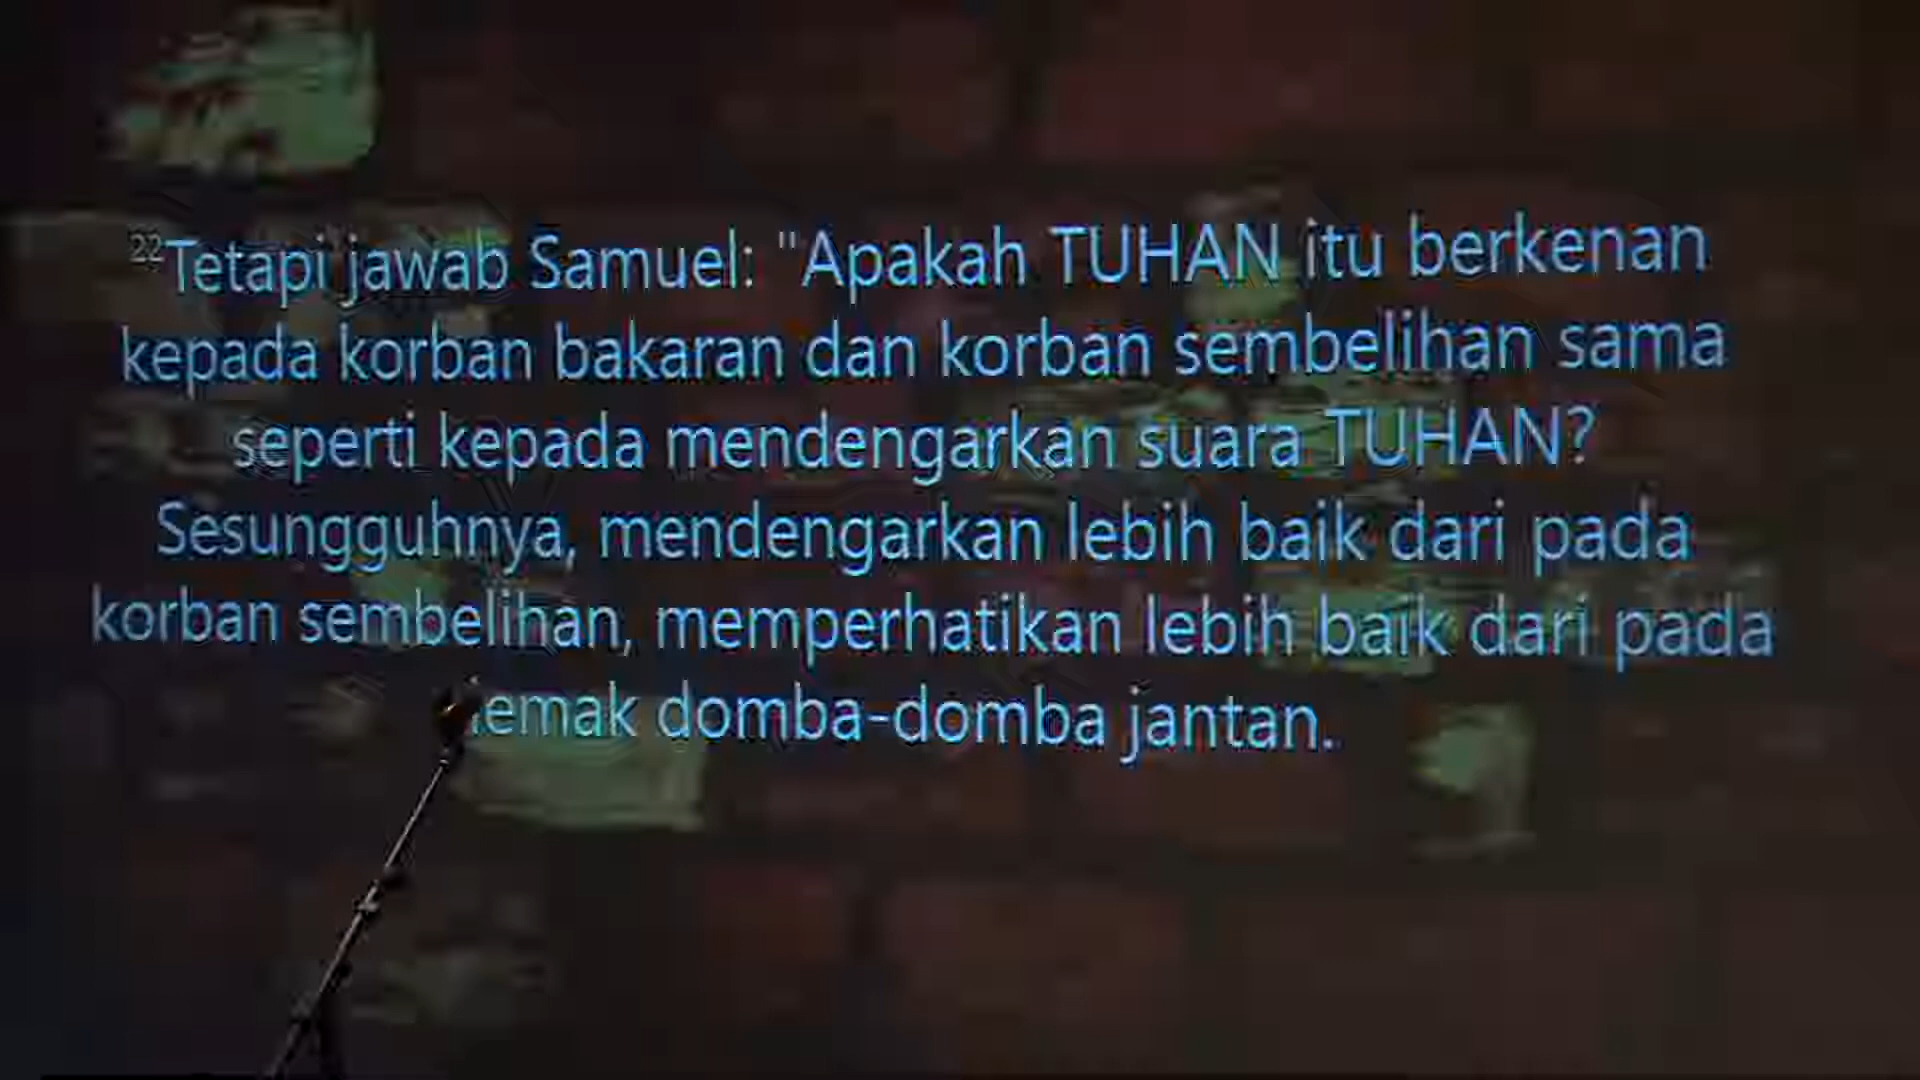 ²²Tetapi jawab Samuel: "Apakah TUHAN itu berkenan
kepada korban bakaran dan korban sembelihan sama
seperti kepada mendengarkan suara TUHAN?
Sesungguhnya, mendengarkan lebih baik dari pada
korban sembelihan, memperhatikan lebih baik dari pada
lemak domba-domba jantan.